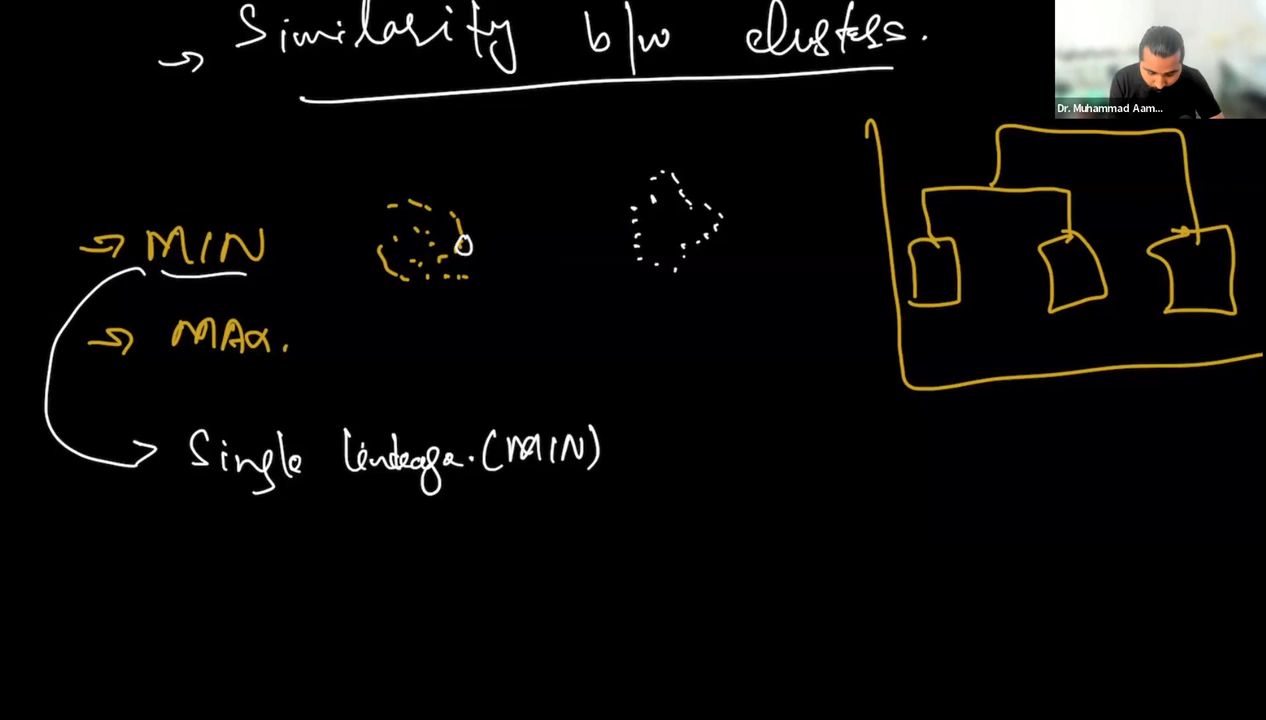 → Similarity b/w clusters.
Dr. Muhammad Aam...
→ MIN
→ MAX.
→ Single linkage. (MIN)